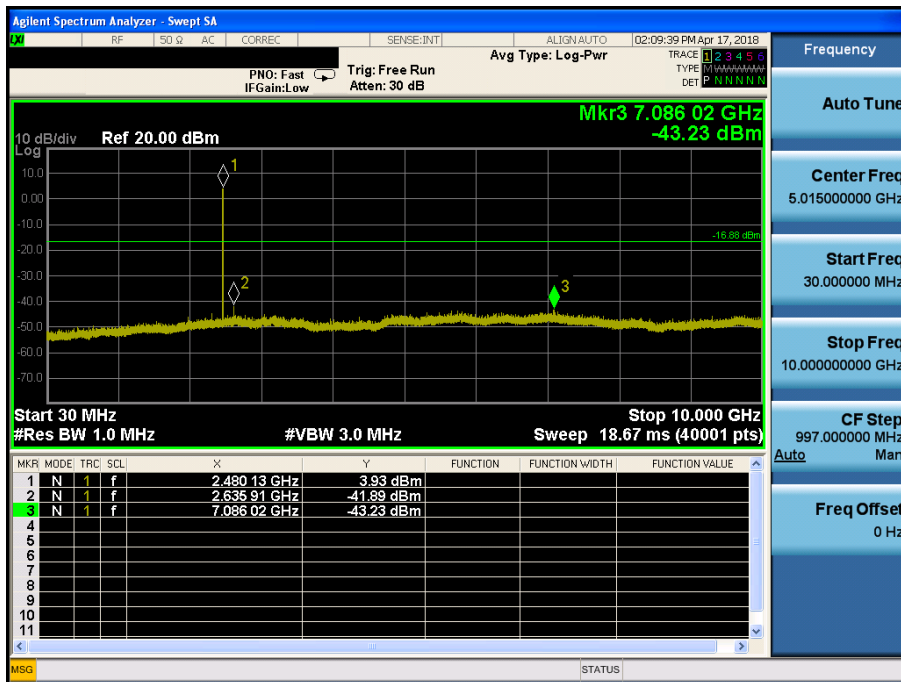 Agilent Spectrum Analyzer - Swept SA
LXI RF 50 Ω AC CORREC SENSE:INT ALIGN AUTO 02:09:39 PM Apr 17, 2018
Avg Type: Log-Pwr TRACE 1 2 3 4 5 6
PNO: Fast Trig: Free Run TYPE M WWWWW
IFGain:Low Atten: 30 dB DET P N N N N N
Mkr3 7.086 02 GHz
10 dB/div Ref 20.00 dBm -43.23 dBm
Log
10.0
0.00
-10.0
-20.0
-30.0
-40.0
-50.0
-60.0
-70.0
1
2
3
-16.88 dBm
Start 30 MHz Stop 10.000 GHz
#Res BW 1.0 MHz #VBW 3.0 MHz Sweep 18.67 ms (40001 pts)
MKR MODE TRC SCL X Y FUNCTION FUNCTION WIDTH FUNCTION VALUE
1 N 1 f 2.480 13 GHz 3.93 dBm
2 N 1 f 2.635 91 GHz -41.89 dBm
3 N 1 f 7.086 02 GHz -43.23 dBm
4
5
6
7
8
9
10
11
MSG STATUS
Frequency
Auto Tune
Center Freq
5.015000000 GHz
Start Freq
30.000000 MHz
Stop Freq
10.000000000 GHz
CF Step
997.000000 MHz
Auto Man
Freq Offset
0 Hz